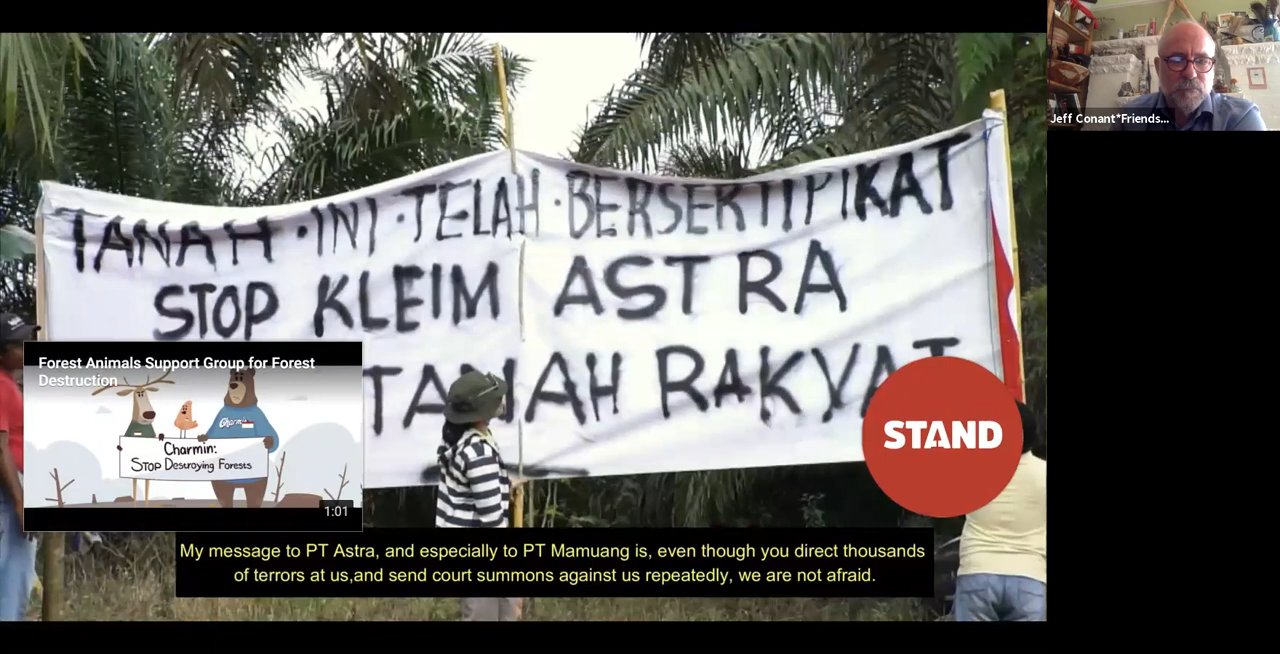 Jeff Conant*Friends...
TANAH · INI · TELAH · BERSERTIPIKAT
STOP KLEIM ASTRA
TANAH RAKYAT
Forest Animals Support Group for Forest
Destruction
Charmin
Charmin:
STOP DESTROYING FORESTS
1:01
STAND
My message to PT Astra, and especially to PT Mamuang is, even though you direct thousands
of terrors at us,and send court summons against us repeatedly, we are not afraid.